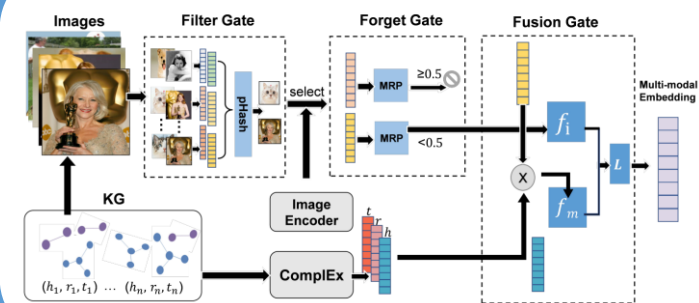 Images
Filter Gate
Forget Gate
Fusion Gate
pHash
select
MRP
≥0.5
MRP
<0.5
Multi-modal
Embedding
fi
L
X
fm
KG
Image
Encoder
t
r
h
(h1, r1, t1) ... (hn, rn, tn)
ComplEx